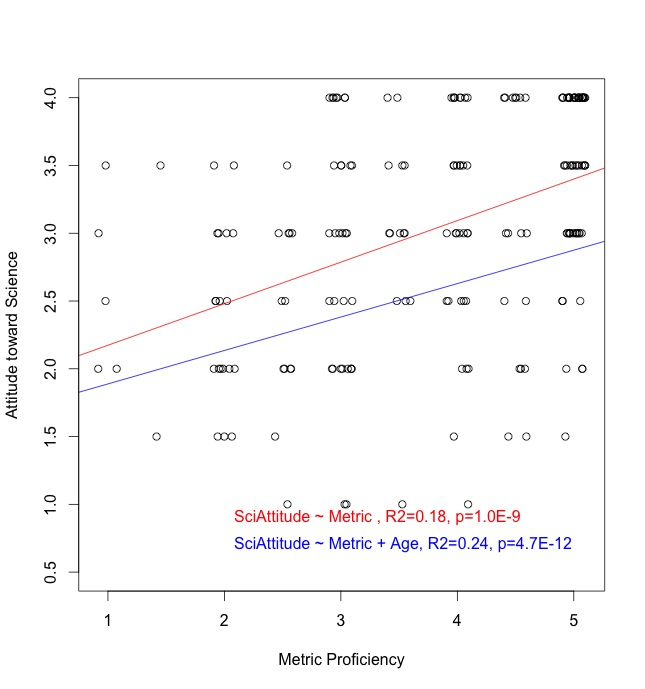 4.0
3.5
3.0
2.5
2.0
1.5
1.0
0.5
Attitude toward Science
SciAttitude ~ Metric , R2=0.18, p=1.0E-9
SciAttitude ~ Metric + Age, R2=0.24, p=4.7E-12
1 2 3 4 5
Metric Proficiency